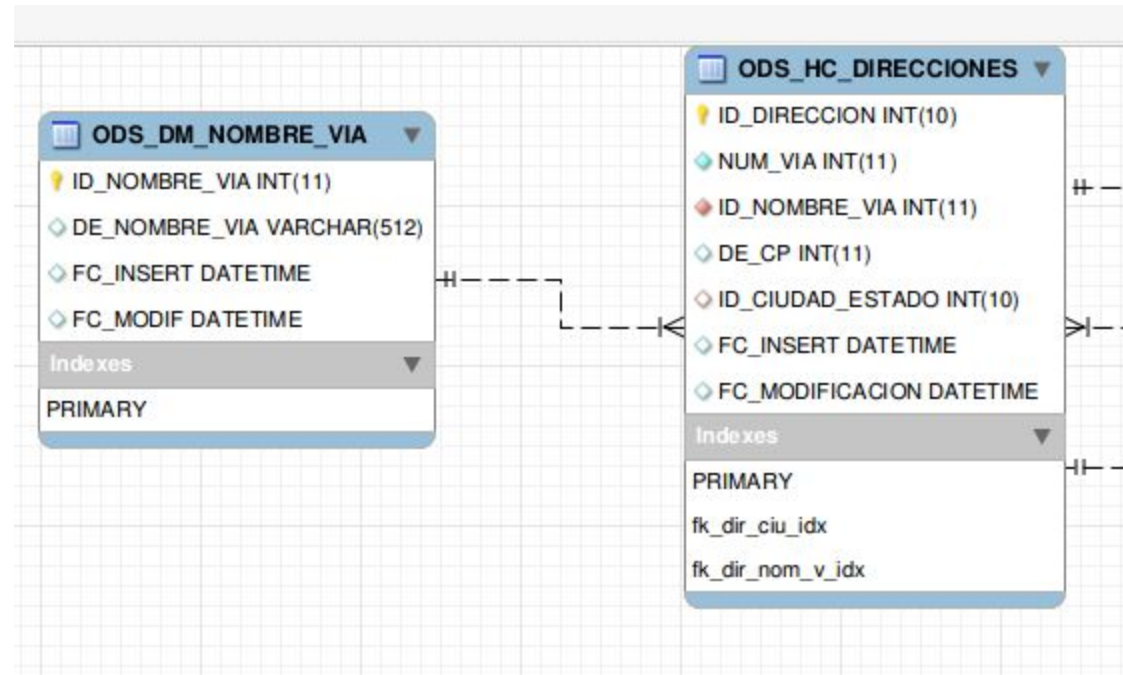 ODS_DM_NOMBRE_VIA
ID_NOMBRE_VIA INT(11)
DE_NOMBRE_VIA VARCHAR(512)
FC_INSERT DATETIME
FC_MODIF DATETIME
Indexes
PRIMARY
ODS_HC_DIRECCIONES
ID_DIRECCION INT(10)
NUM_VIA INT(11)
ID_NOMBRE_VIA INT(11)
DE_CP INT(11)
ID_CIUDAD_ESTADO INT(10)
FC_INSERT DATETIME
FC_MODIFICACION DATETIME
Indexes
PRIMARY
fk_dir_ciu_idx
fk_dir_nom_v_idx